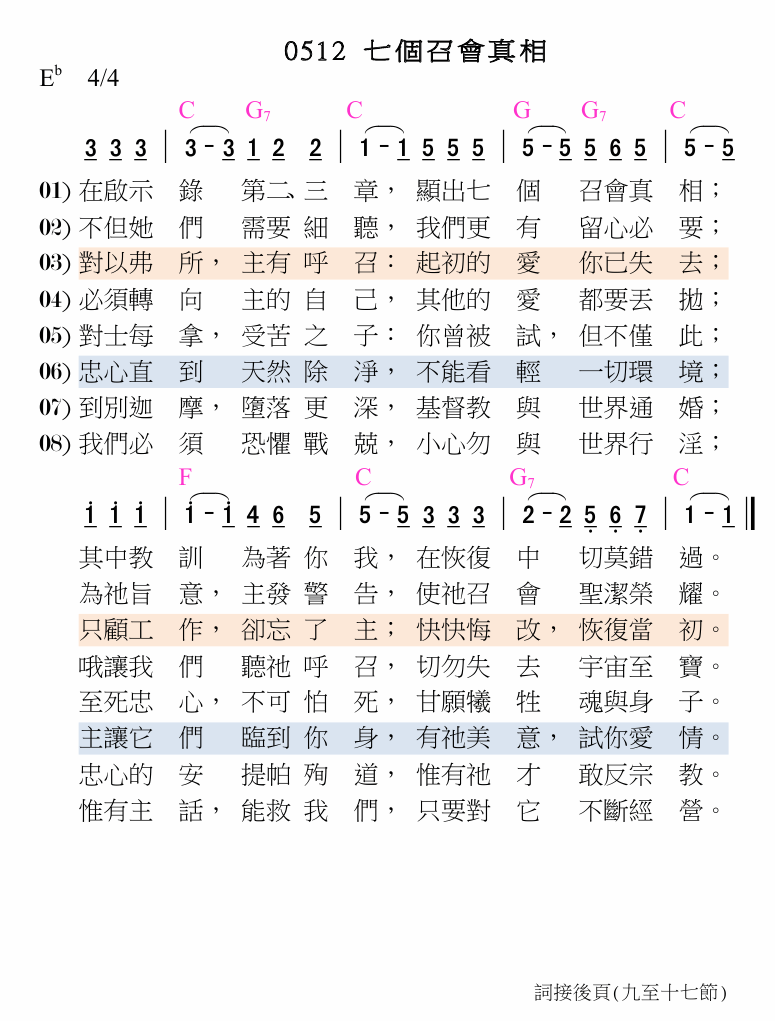 0512 七個召會真相
E♭ 4/4
C G7 C G G7 C
3 3 3 | 3 - 3 1 2 2 | 1 - 1 5 5 5 | 5 - 5 5 6 5 | 5 - 5
01) 在啟示 錄 第二、三 章，顯出七 個 召會真 相；
02) 不但她 們 需要 細 聽，我們更 有 留心必 要；
03) 對以弗 所，主有 呼 召：起初的 愛 你已失 去；
04) 必須轉 向 主的 自 己，其他的 愛 都要丟 拋；
05) 對士每 拿，受苦 之 子：你曾被 試，但不僅 此；
06) 忠心直 到 天然 除 淨，不能看 輕 一切環 境；
07) 到別迦 摩，墮落 更 深，基督教 與 世界通 婚；
08) 我們必 須 恐懼 戰 兢，小心勿 與 世界行 淫；
F C G7 C
i i i | i - i 4 6 5 | 5 - 5 3 3 3 | 2 - 2 5 6 7 | 1 - 1 ‖
其中教 訓 為著 你 我，在恢復 中 切莫錯 過。
為祂旨 意，主發 警 告，使祂召 會 聖潔榮 耀。
只顧工 作，卻忘 了 主；快快悔 改，恢復當 初。
哦讓我 們 聽祂 呼 召，切勿失 去 宇宙至 寶。
至死忠 心，不可 怕 死，甘願犧 牲 魂與身 子。
主讓它 們 臨到 你 身，有祂美 意，試你愛 情。
忠心的 安 提帕 殉 道，惟有祂 才 敢反宗 教。
惟有主 話，能救 我 們，只要對 它 不斷經 營。
詞接後頁(九至十七節)